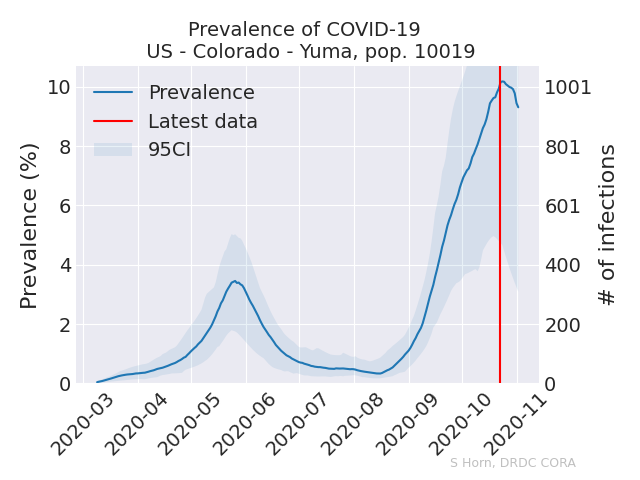 Prevalence of COVID-19
US - Colorado - Yuma, pop. 10019
Prevalence
Latest data
95CI
Prevalence (%)
10
8
6
4
2
0
1001
801
601
400
200
0
# of infections
2020-03
2020-04
2020-05
2020-06
2020-07
2020-08
2020-09
2020-10
2020-11
S Horn, DRDC CORA